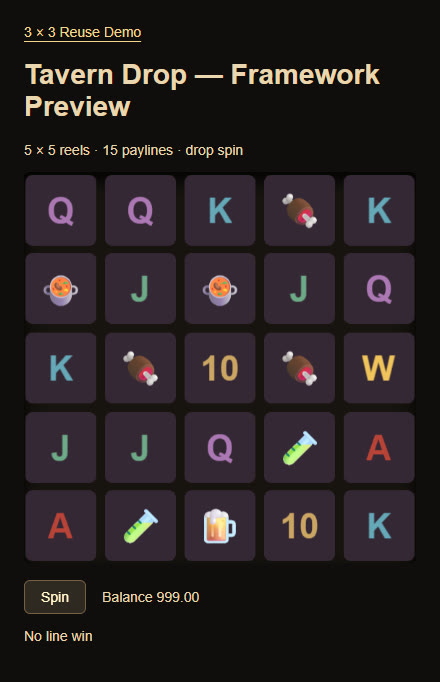 3 × 3 Reuse Demo
Tavern Drop — Framework
Preview
5 × 5 reels · 15 paylines · drop spin
Q Q K K
J J Q
K 10 W
J J Q A
A 10 K
Spin Balance 999.00
No line win